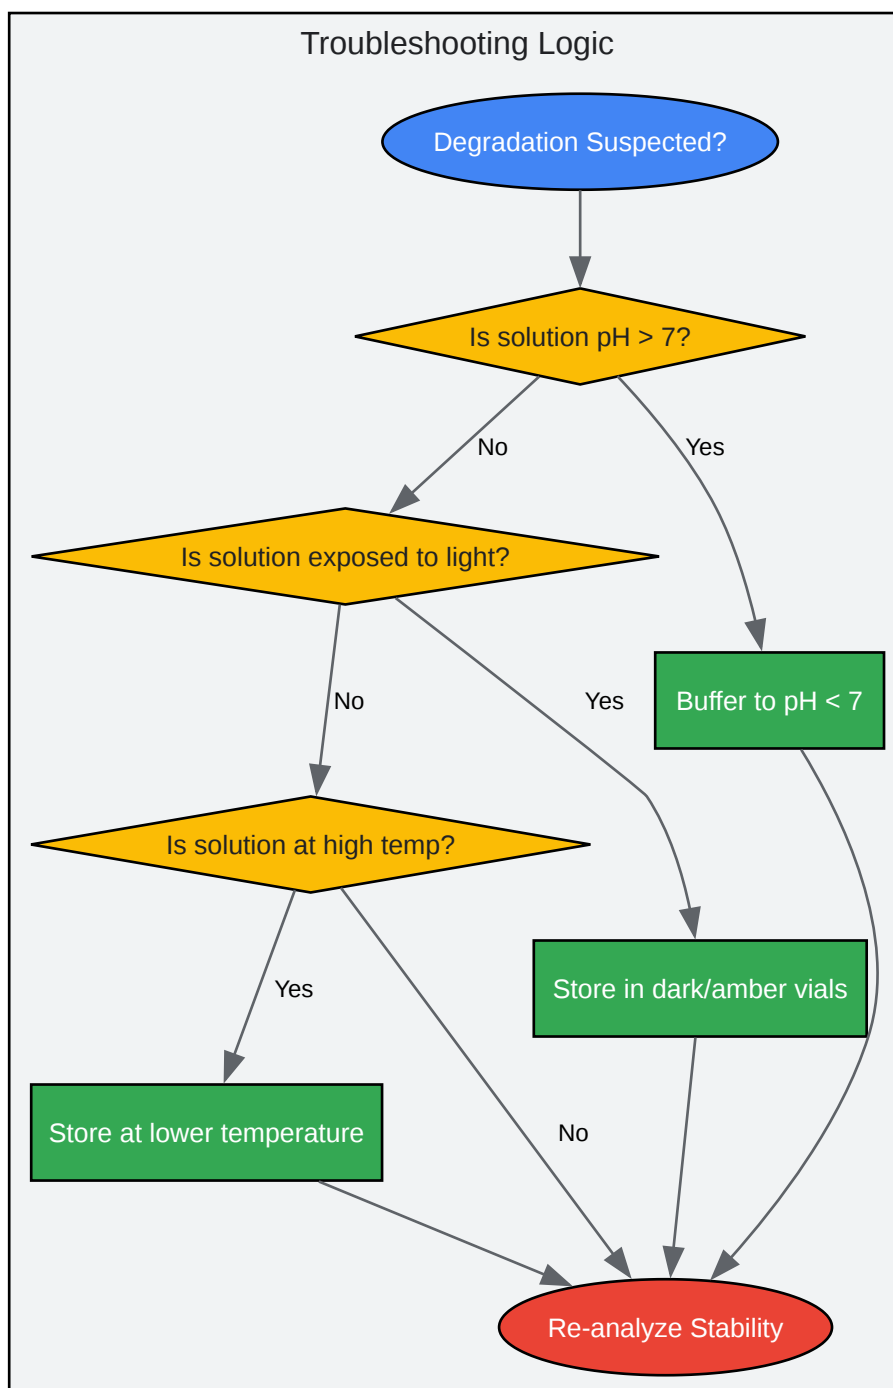 Troubleshooting Logic
Degradation Suspected?
Is solution pH > 7?
No
Yes
Is solution exposed to light?
No
Yes
Buffer to pH < 7
Is solution at high temp?
Yes
Store in dark/amber vials
Store at lower temperature
No
Re-analyze Stability